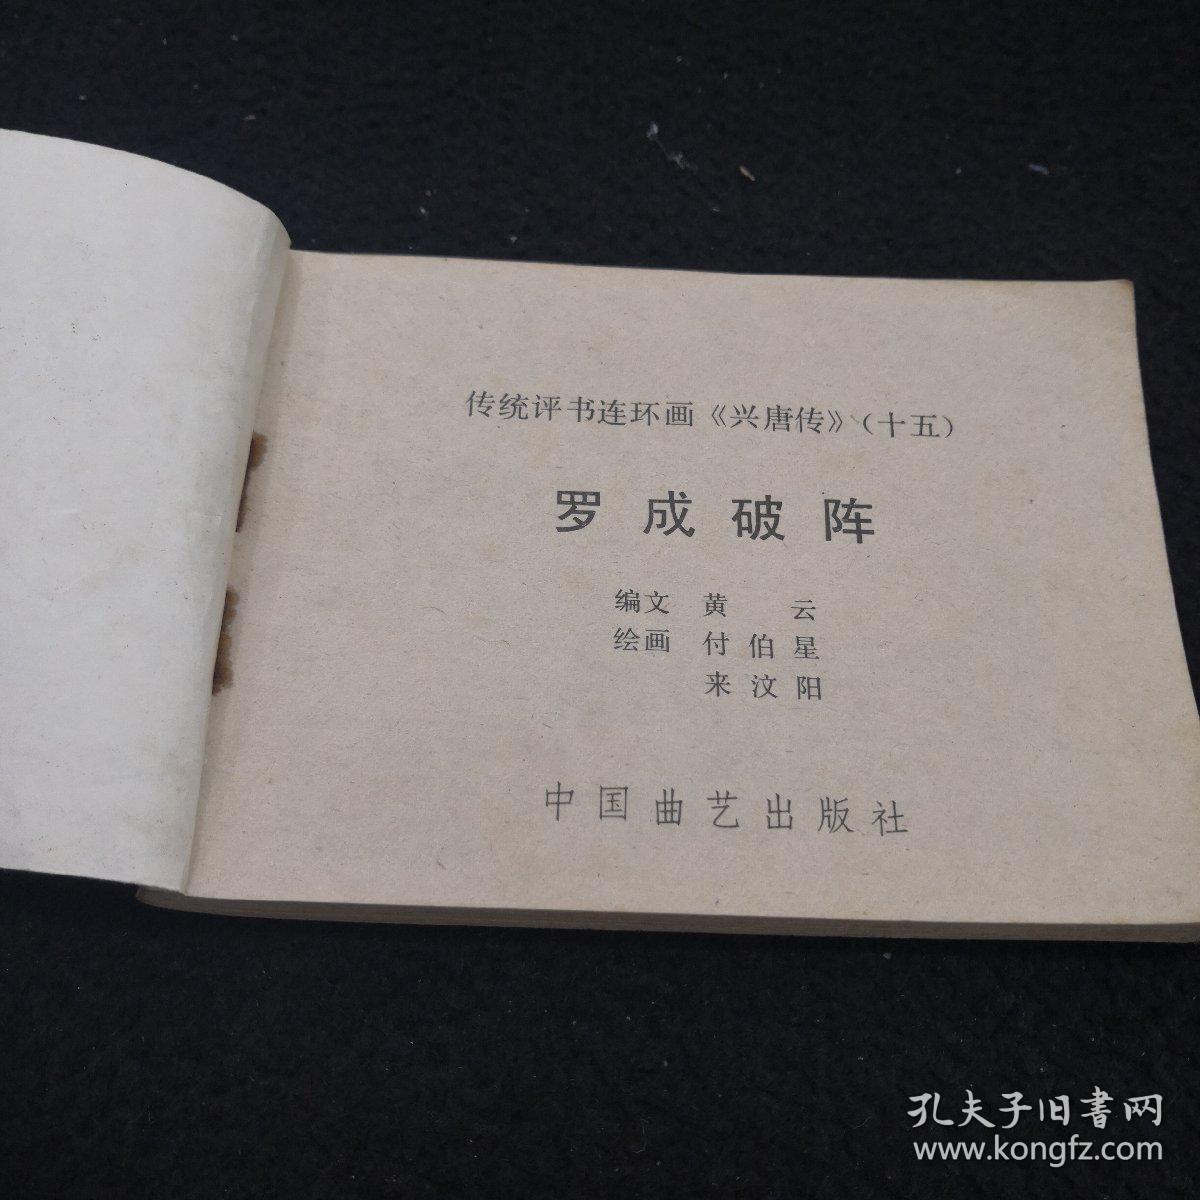 传统评书连环画《兴唐传》（十五）
罗成破阵
编文 黄 云
绘画 付伯星
来汶阳
中国曲艺出版社
孔夫子旧書网
www.kongfz.com